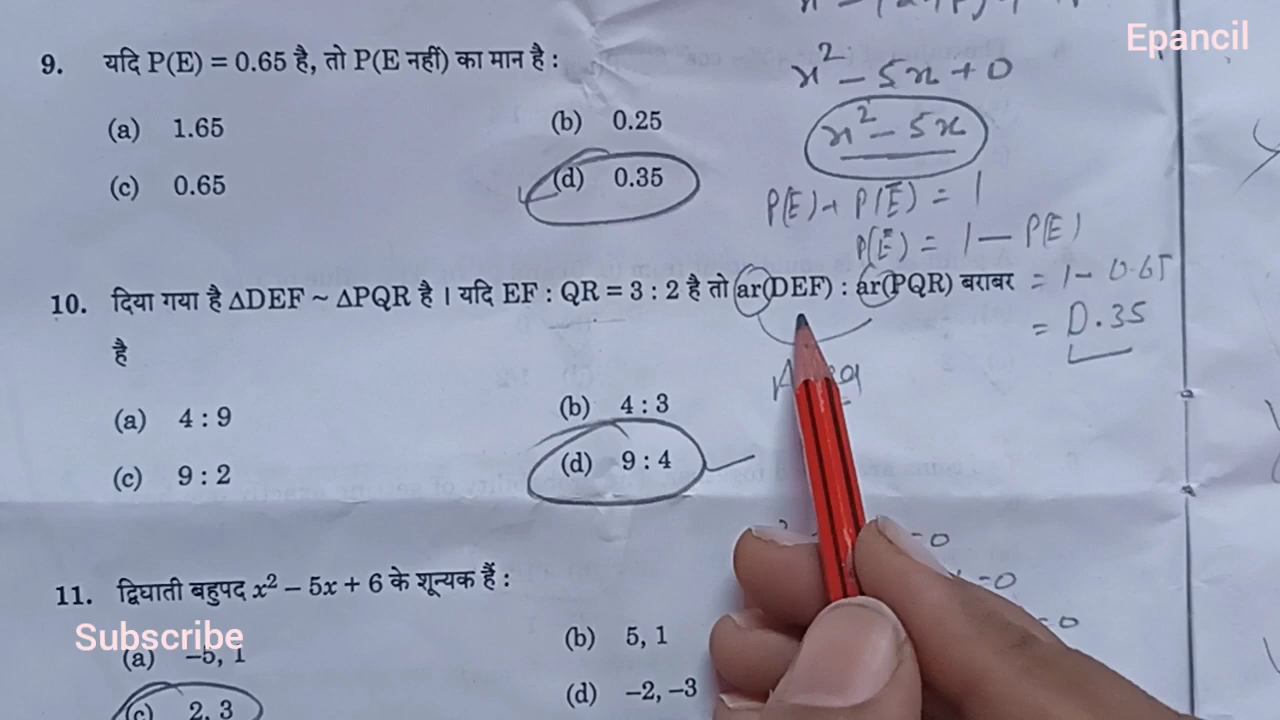 Epancil
x² – 5x + 0
x² – 5x
9. यदि P(E) = 0.65 है, तो P(E नहीं) का मान है :
(a) 1.65 (b) 0.25
(c) 0.65 (d) 0.35
P(E) + P(E̅) = 1
P(E̅) = 1 – P(E)
= 1 – 0.65
= 0.35
10. दिया गया है ΔDEF ~ ΔPQR है । यदि EF : QR = 3 : 2 है तो ar(DEF) : ar(PQR) बराबर
है
(a) 4 : 9 (b) 4 : 3
(c) 9 : 2 (d) 9 : 4
11. द्विघाती बहुपद x² – 5x + 6 के शून्यक हैं :
Subscribe
(a) –5, 1 (b) 5, 1
(c) 2, 3 (d) –2, –3